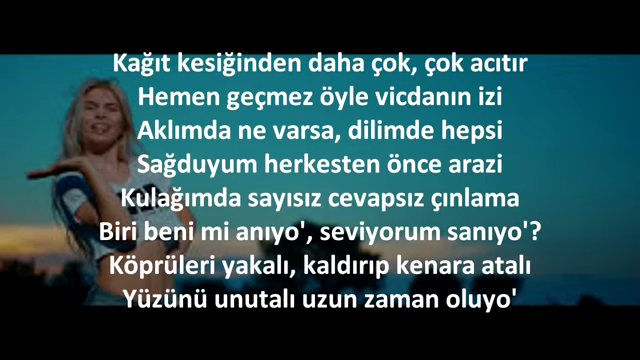 Kağıt kesiğinden daha çok, çok acıtır
Hemen geçmez öyle vicdanın izi
Aklımda ne varsa, dilimde hepsi
Sağduyum herkesten önce arazi
Kulağımda sayısız cevapsız çınlama
Biri beni mi anıyo', seviyorum sanıyo'?
Köprüleri yakalı, kaldırıp kenara atalı
Yüzünü unutalı uzun zaman oluyo'